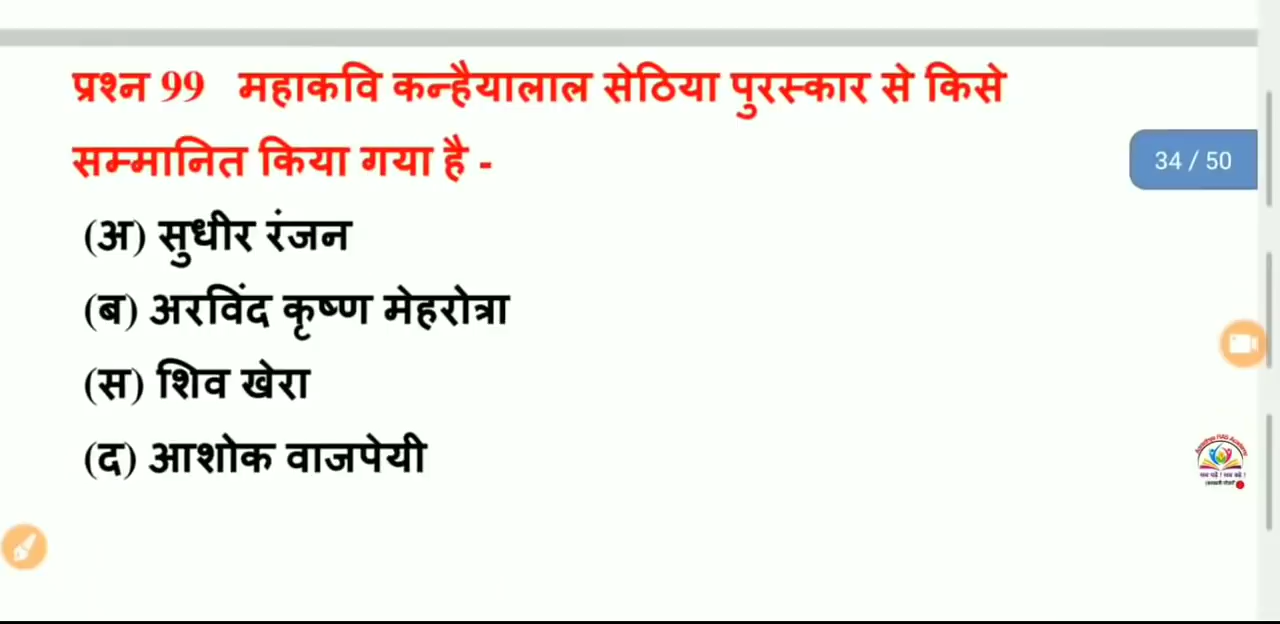 प्रश्न 99 महाकवि कन्हैयालाल सेठिया पुरस्कार से किसे
सम्मानित किया गया है -
34 / 50
(अ) सुधीर रंजन
(ब) अरविंद कृष्ण मेहरोत्रा
(स) शिव खेरा
(द) आशोक वाजपेयी